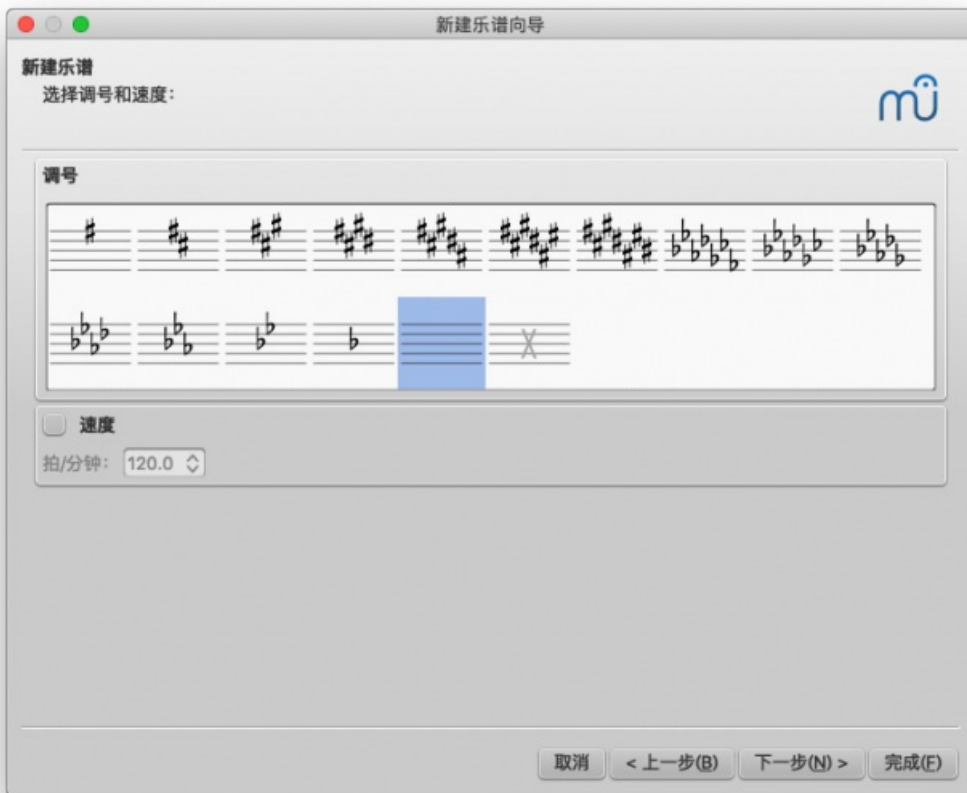 新建乐谱向导
新建乐谱
选择调号和速度：
mu
调号
X
速度
拍/分钟： 120.0
取消 < 上一步(B) 下一步(N) > 完成(F)